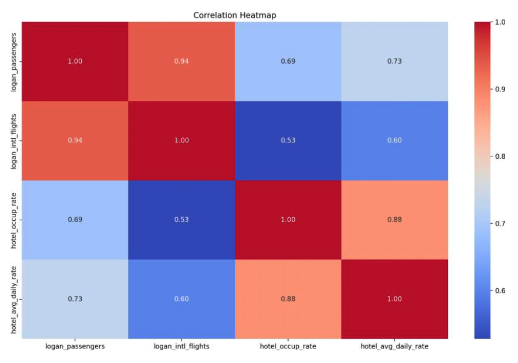 Correlation Heatmap
logan_passengers
1.00
0.94
0.69
0.73
logan_intl_flights
0.94
1.00
0.53
0.60
hotel_occup_rate
0.69
0.53
1.00
0.88
hotel_avg_daily_rate
0.73
0.60
0.88
1.00
logan_passengers
logan_intl_flights
hotel_occup_rate
hotel_avg_daily_rate
1.0
0.9
0.8
0.7
0.6